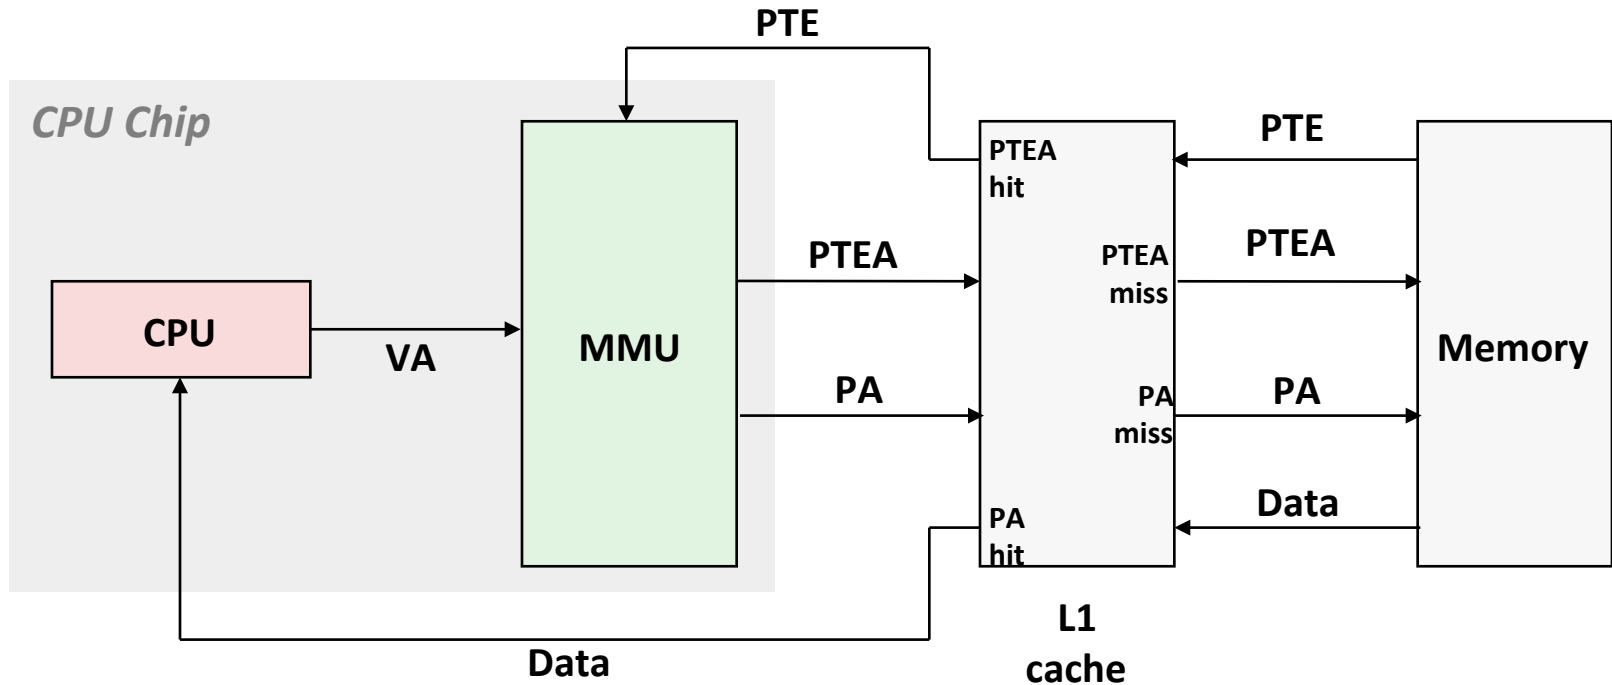 PTE
CPU Chip
PTEA
hit
PTE
PTEA
PTEA
miss
PTEA
CPU
VA
MMU
Memory
PA
PA
miss
PA
PA
hit
Data
L1
cache
Data